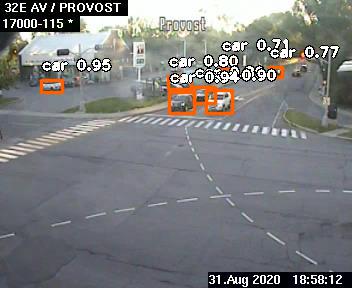 32E AV / PROVOST
17000-115 *
Provost
car 0.71
car 0.77
car 0.95
car 0.80
car 0.90
31.Aug 2020 18:58:12